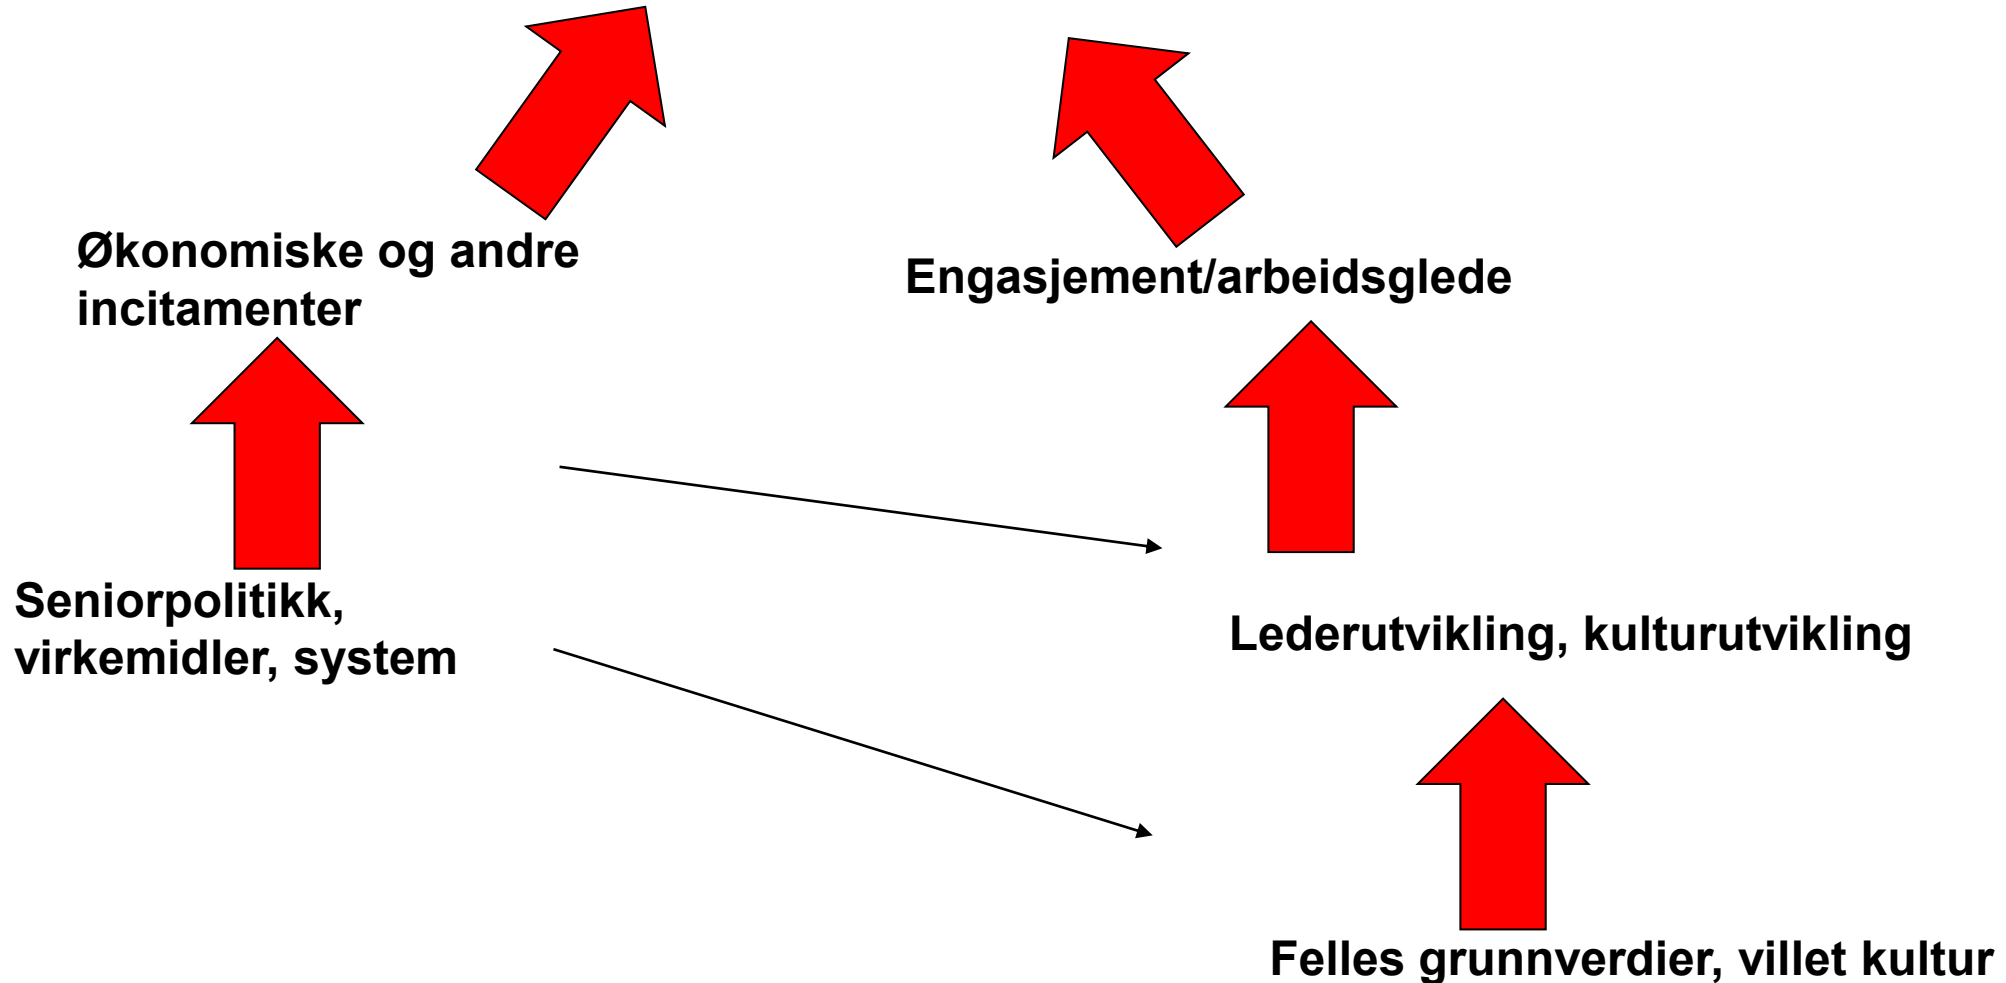 Økonomiske og andre
incitamenter
Engasjement/arbeidsglede
Seniorpolitikk,
virkemidler, system
Lederutvikling, kulturutvikling
Felles grunnverdier, villet kultur